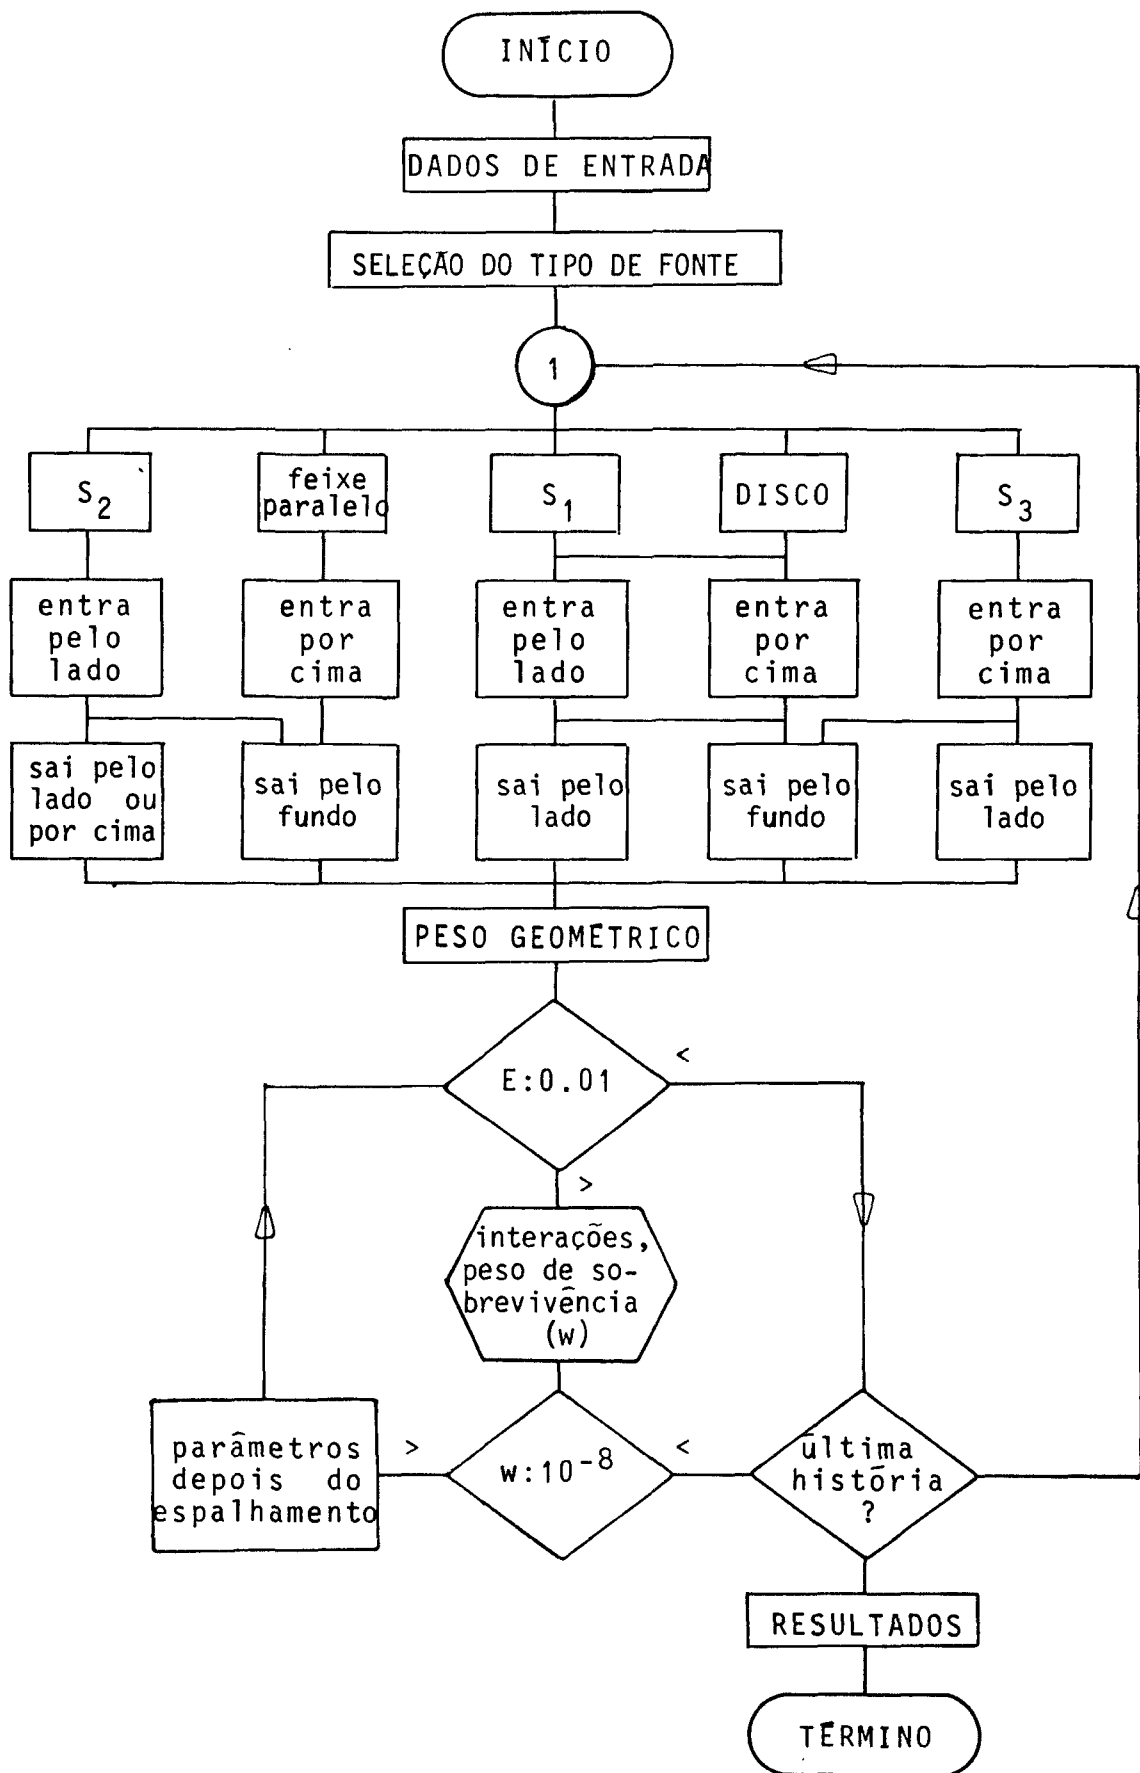 INÍCIO
DADOS DE ENTRADA
SELEÇÃO DO TIPO DE FONTE
1
S2
feixe
paralelo
S1
DISCO
S3
entra
pelo
lado
entra
por
cima
entra
pelo
lado
entra
por
cima
entra
por
cima
sai pelo
lado ou
por cima
sai pelo
fundo
sai pelo
lado
sai pelo
fundo
sai pelo
lado
PESO GEOMÉTRICO
<
E:0.01
>
interações,
peso de so-
brevivência
(w)
parâmetros
depois do
espalhamento
>
w:10⁻⁸
<
última
história
?
RESULTADOS
TÉRMINO